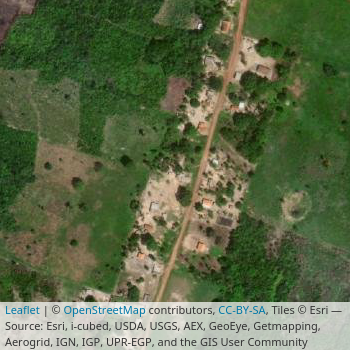 Leaflet | © OpenStreetMap contributors, CC-BY-SA, Tiles © Esri —
Source: Esri, i-cubed, USDA, USGS, AEX, GeoEye, Getmapping,
Aerogrid, IGN, IGP, UPR-EGP, and the GIS User Community